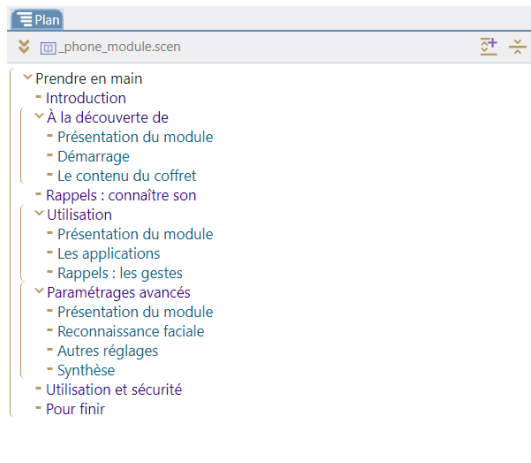 Plan
_phone_module.scen
Prendre en main
Introduction
À la découverte de
Présentation du module
Démarrage
Le contenu du coffret
Rappels : connaître son
Utilisation
Présentation du module
Les applications
Rappels : les gestes
Paramétrages avancés
Présentation du module
Reconnaissance faciale
Autres réglages
Synthèse
Utilisation et sécurité
Pour finir